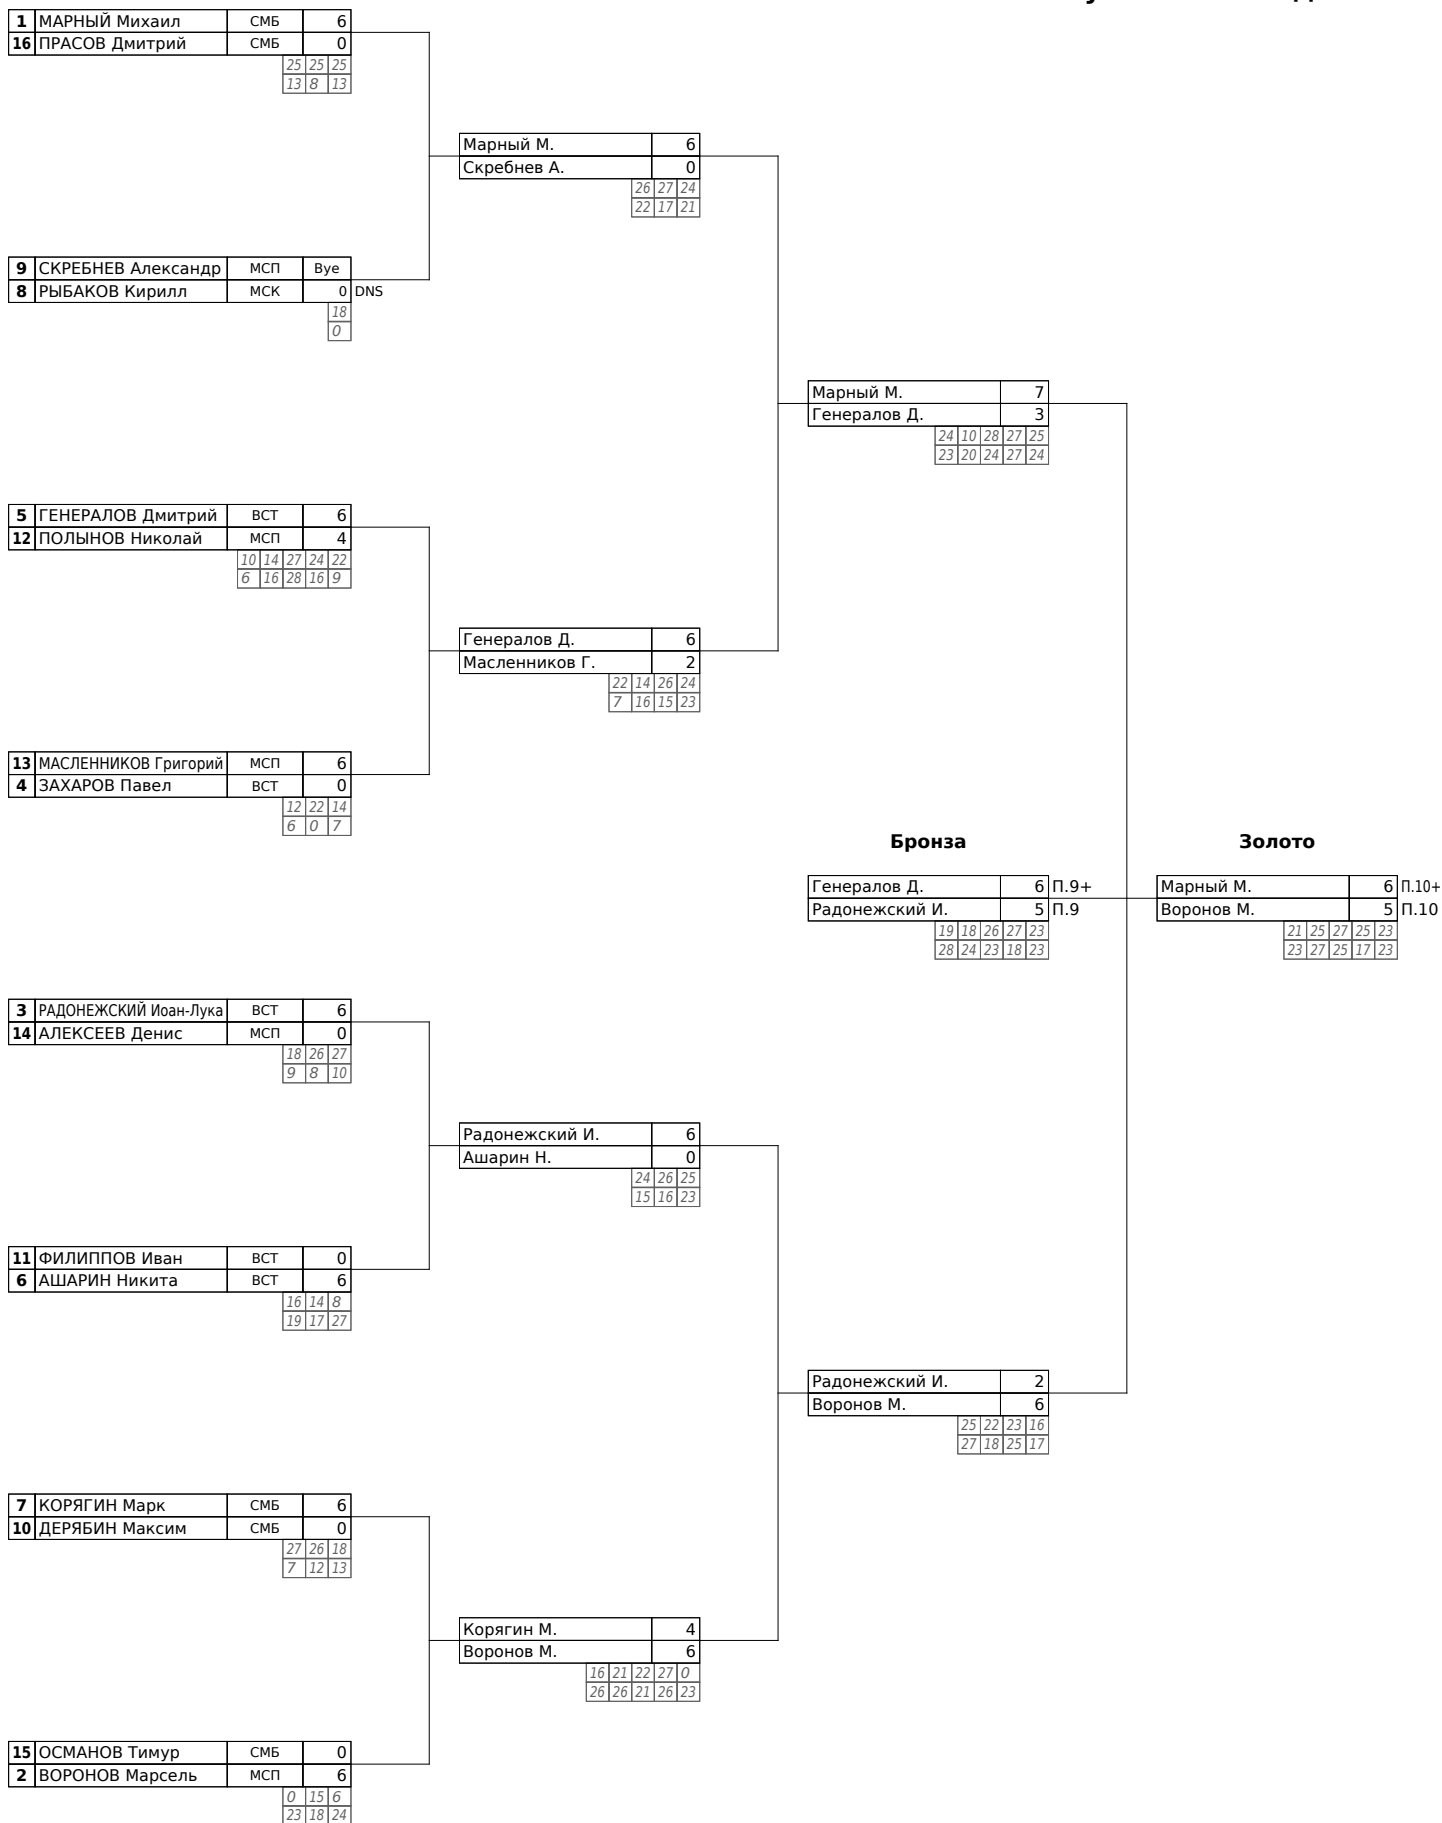 1 МАРНЫЙ Михаил СМБ 6
16 ПРАСОВ Дмитрий СМБ 0
25 25 25
13 8 13
Марный М. 6
Скребнев А. 0
26 27 24
22 17 21
9 СКРЕБНЕВ Александр МСП Bye
8 РЫБАКОВ Кирилл МСК 0 DNS
18
0
Марный М. 7
Генералов Д. 3
24 10 28 27 25
23 20 24 27 24
5 ГЕНЕРАЛОВ Дмитрий ВСТ 6
12 ПОЛЫНОВ Николай МСП 4
10 14 27 24 22
6 16 28 16 9
Генералов Д. 6
Масленников Г. 2
22 14 26 24
7 16 15 23
13 МАСЛЕННИКОВ Григорий МСП 6
4 ЗАХАРОВ Павел ВСТ 0
12 22 14
6 0 7
Бронза Золото
Генералов Д. 6 П.9+ Марный М. 6 П.10+
Радонежский И. 5 П.9 Воронов М. 5 П.10
19 18 26 27 23 21 25 27 25 23
28 24 23 18 23 23 27 25 17 23
3 РАДОНЕЖСКИЙ Иоан-Лука ВСТ 6
14 АЛЕКСЕЕВ Денис МСП 0
18 26 27
9 8 10
Радонежский И. 6
Ашарин Н. 0
24 26 25
15 16 23
11 ФИЛИППОВ Иван ВСТ 0
6 АШАРИН Никита ВСТ 6
16 14 8
19 17 27
Радонежский И. 2
Воронов М. 6
25 22 23 16
27 18 25 17
7 КОРЯГИН Марк СМБ 6
10 ДЕРЯБИН Максим СМБ 0
27 26 18
7 12 13
Корягин М. 4
Воронов М. 6
16 21 22 27 0
26 26 21 26 23
15 ОСМАНОВ Тимур СМБ 0
2 ВОРОНОВ Марсель МСП 6
0 15 6
23 18 24